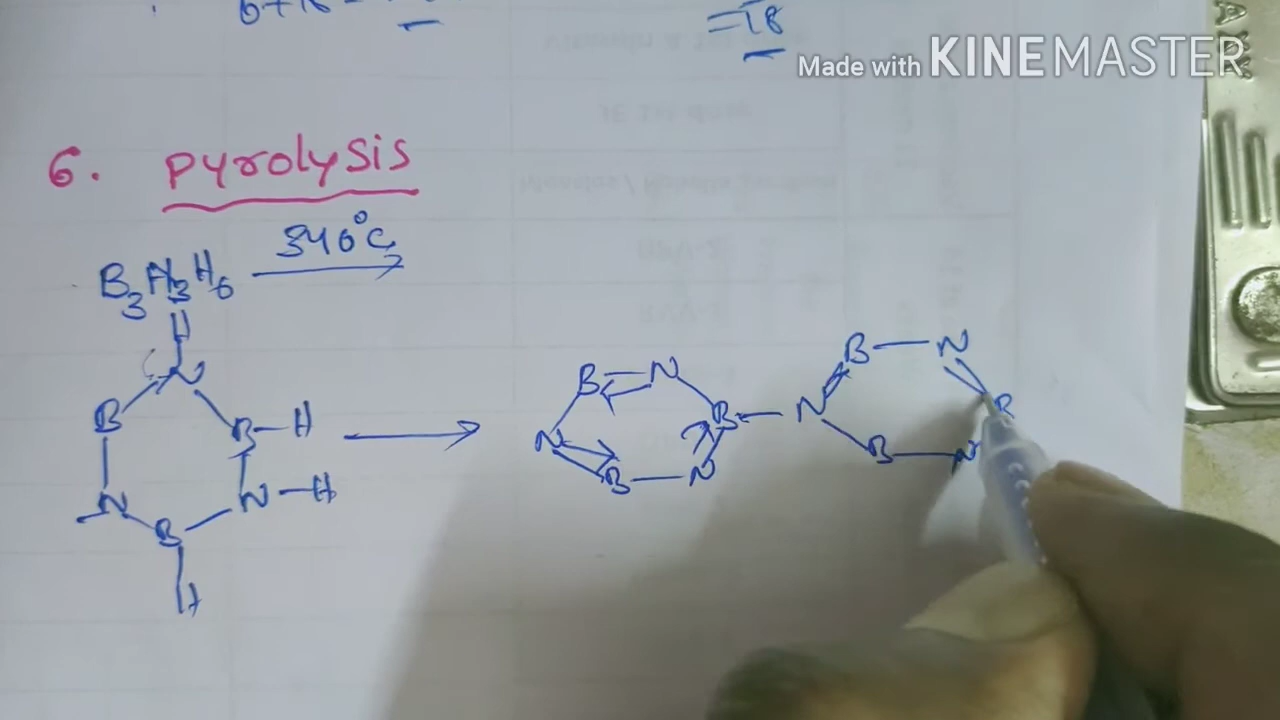 =18
Made with KINEMASTER
6. Pyrolysis
B3N3H6 340°C
H
N
B B-H
N N-H
B
H
B N
N B
B N
B N
N B
B N